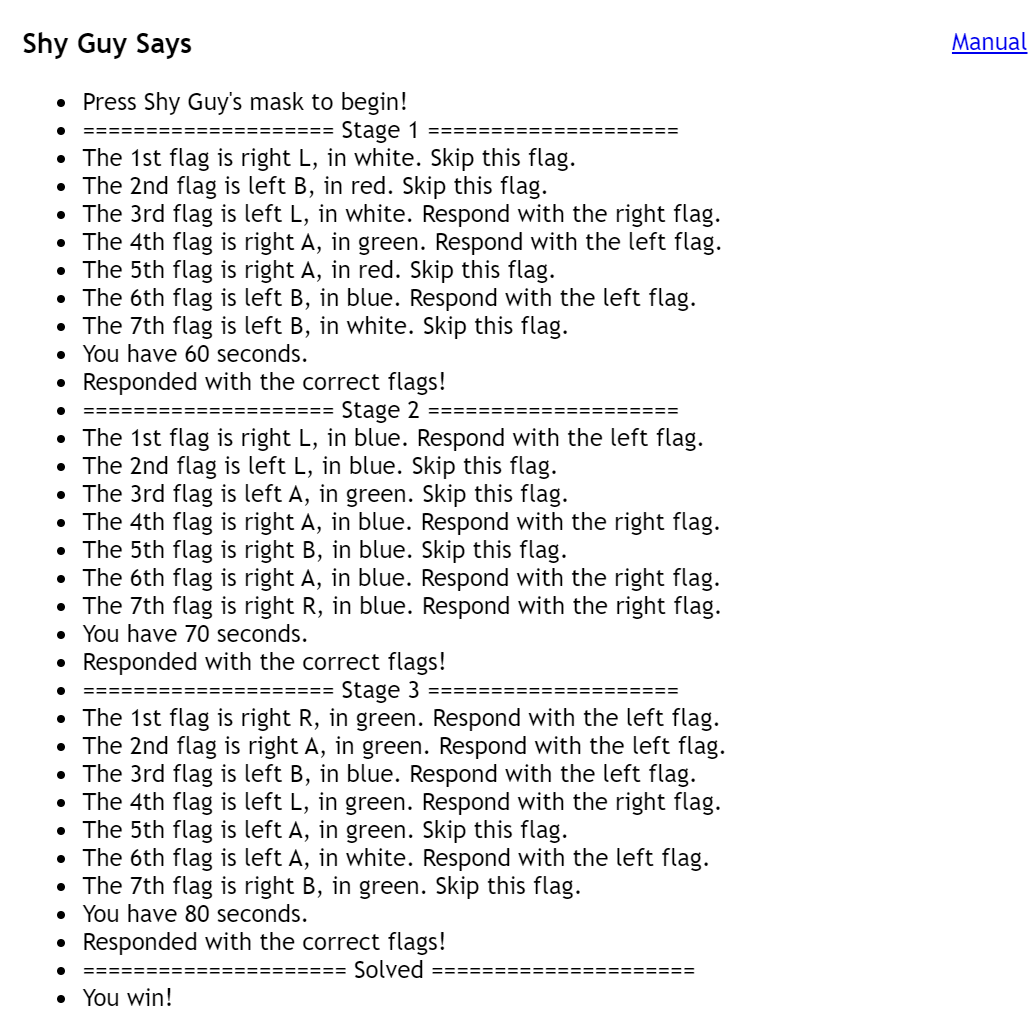 Shy Guy Says
Manual
Press Shy Guy's mask to begin!
==================== Stage 1 ====================
The 1st flag is right L, in white. Skip this flag.
The 2nd flag is left B, in red. Skip this flag.
The 3rd flag is left L, in white. Respond with the right flag.
The 4th flag is right A, in green. Respond with the left flag.
The 5th flag is right A, in red. Skip this flag.
The 6th flag is left B, in blue. Respond with the left flag.
The 7th flag is left B, in white. Skip this flag.
You have 60 seconds.
Responded with the correct flags!
==================== Stage 2 ====================
The 1st flag is right L, in blue. Respond with the left flag.
The 2nd flag is left L, in blue. Skip this flag.
The 3rd flag is left A, in green. Skip this flag.
The 4th flag is right A, in blue. Respond with the right flag.
The 5th flag is right B, in blue. Skip this flag.
The 6th flag is right A, in blue. Respond with the right flag.
The 7th flag is right R, in blue. Respond with the right flag.
You have 70 seconds.
Responded with the correct flags!
==================== Stage 3 ====================
The 1st flag is right R, in green. Respond with the left flag.
The 2nd flag is right A, in green. Respond with the left flag.
The 3rd flag is left B, in blue. Respond with the left flag.
The 4th flag is left L, in green. Respond with the right flag.
The 5th flag is left A, in green. Skip this flag.
The 6th flag is left A, in white. Respond with the left flag.
The 7th flag is right B, in green. Skip this flag.
You have 80 seconds.
Responded with the correct flags!
===================== Solved =====================
You win!